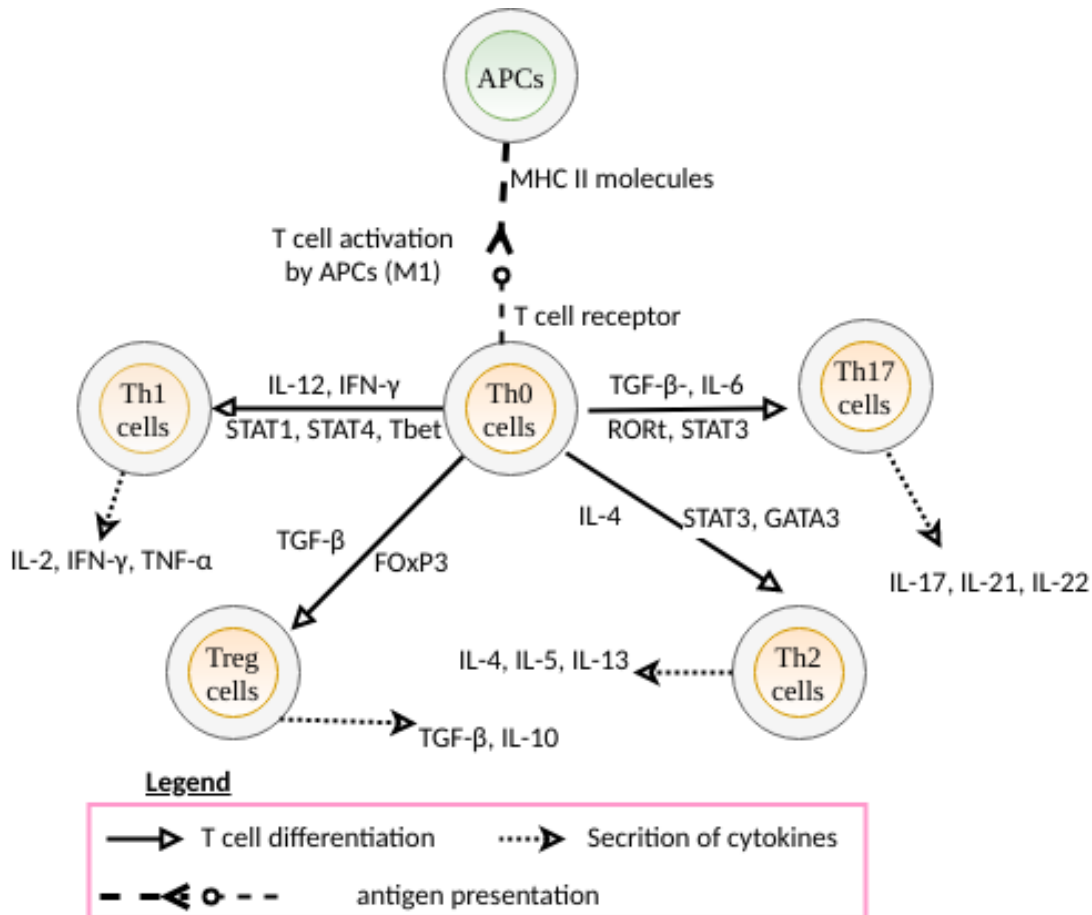 APCs
MHC II molecules
T cell activation
by APCs (M1)
T cell receptor
Th1
cells
IL-12, IFN-γ
STAT1, STAT4, Tbet
Th0
cells
TGF-β-, IL-6
RORt, STAT3
Th17
cells
IL-2, IFN-γ, TNF-α
TGF-β
FOxP3
IL-4
STAT3, GATA3
IL-17, IL-21, IL-22
Treg
cells
TGF-β, IL-10
IL-4, IL-5, IL-13
Th2
cells
Legend
T cell differentiation
Secrition of cytokines
antigen presentation